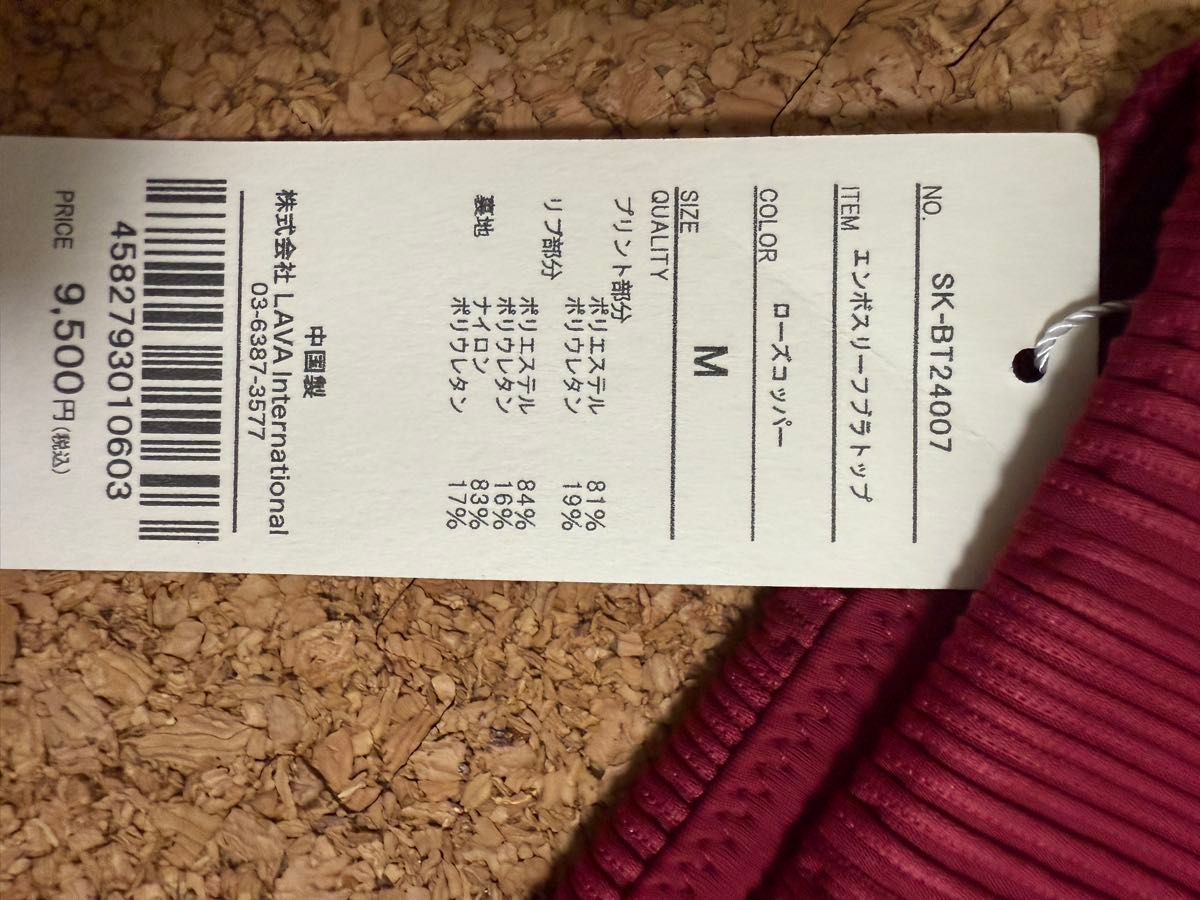 NO. SK-BT24007
ITEM エンボスリーフブラトップ
COLOR ローズコッパー
SIZE M
QUALITY
プリント部分
ポリエステル 81%
ポリウレタン 19%
リブ部分
ポリエステル 84%
ポリウレタン 16%
裏地 ナイロン 83%
ポリウレタン 17%
中国製
株式会社 LAVA International
03-6387-3577
4582793010603
PRICE 9,500円(税込)